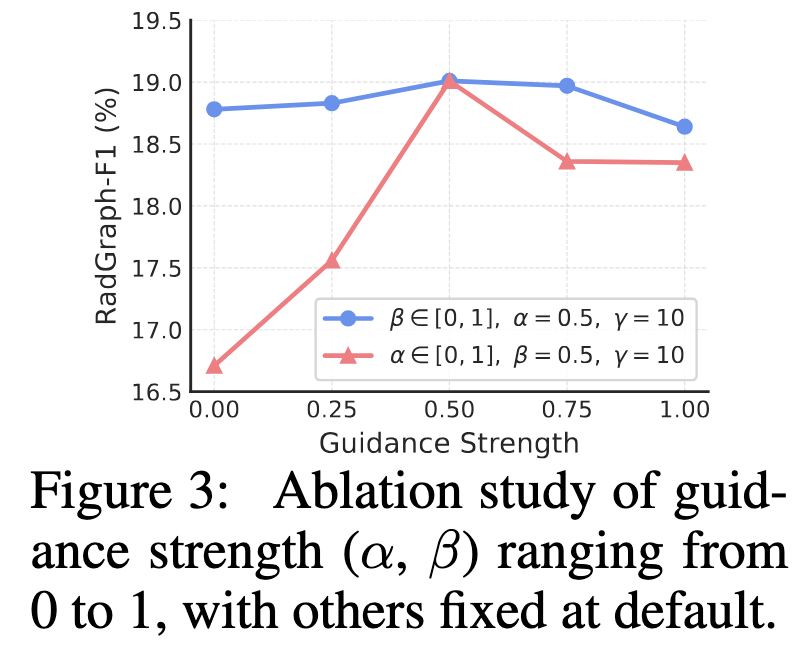 19.5
19.0
18.5
18.0
17.5
17.0
16.5
RadGraph-F1 (%)
β ∈ [0, 1], α = 0.5, γ = 10
α ∈ [0, 1], β = 0.5, γ = 10
0.00 0.25 0.50 0.75 1.00
Guidance Strength
Figure 3: Ablation study of guid-
ance strength (α, β) ranging from
0 to 1, with others fixed at default.